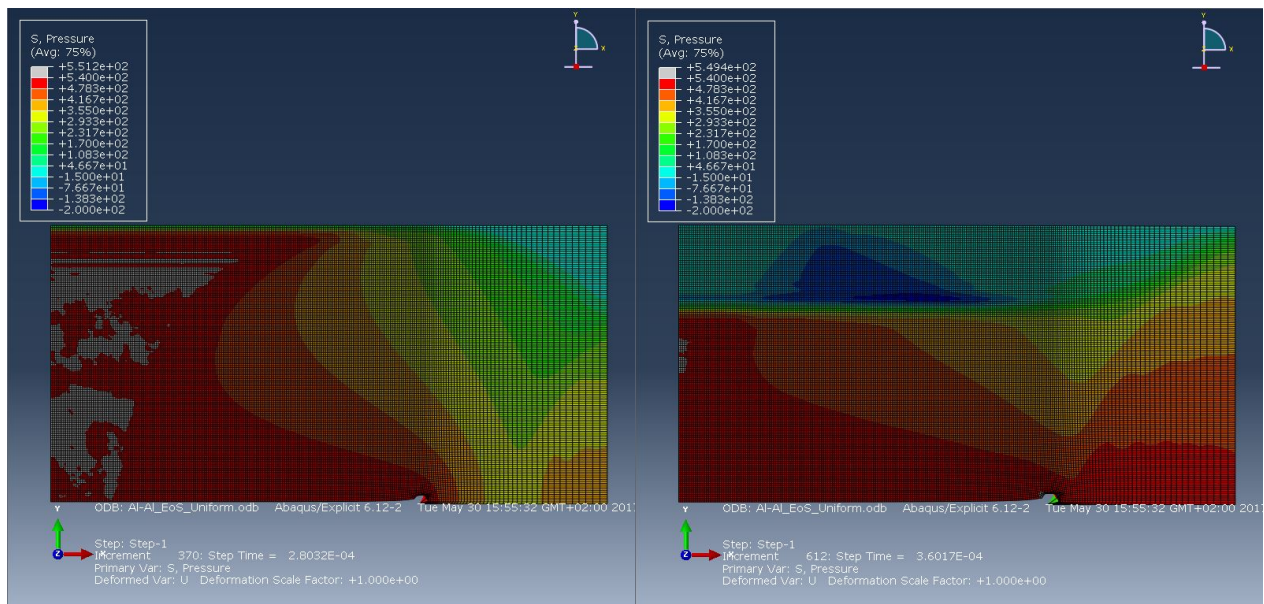 S, Pressure
(Avg: 75%)
+5.512e+02
+5.400e+02
+4.783e+02
+4.167e+02
+3.550e+02
+2.933e+02
+2.317e+02
+1.700e+02
+1.083e+02
+4.667e+01
-1.500e+01
-7.667e+01
-1.383e+02
-2.000e+02
Y
X
ODB: Al-Al_EoS_Uniform.odb Abaqus/Explicit 6.12-2 Tue May 30 15:55:32 GMT+02:00 2017
Y
Z
X
Step: Step-1
Increment 370: Step Time = 2.8032E-04
Primary Var: S, Pressure
Deformed Var: U Deformation Scale Factor: +1.000e+00
S, Pressure
(Avg: 75%)
+5.494e+02
+5.400e+02
+4.783e+02
+4.167e+02
+3.550e+02
+2.933e+02
+2.317e+02
+1.700e+02
+1.083e+02
+4.667e+01
-1.500e+01
-7.667e+01
-1.383e+02
-2.000e+02
Y
X
ODB: Al-Al_EoS_Uniform.odb Abaqus/Explicit 6.12-2 Tue May 30 15:55:32 GMT+02:00 201
Y
Z
X
Step: Step-1
Increment 612: Step Time = 3.6017E-04
Primary Var: S, Pressure
Deformed Var: U Deformation Scale Factor: +1.000e+00